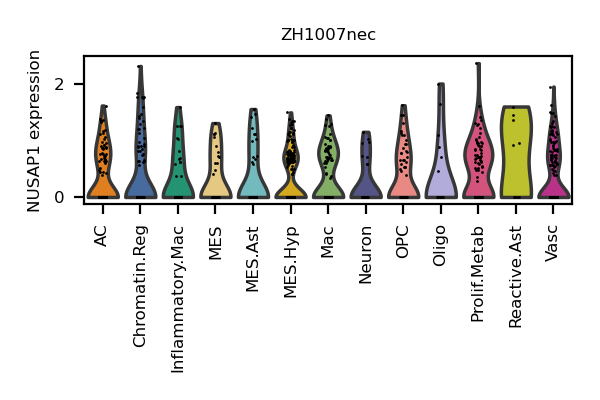 ZH1007nec
NUSAP1 expression
2
0
AC
Chromatin.Reg
Inflammatory.Mac
MES
MES.Ast
MES.Hyp
Mac
Neuron
OPC
Oligo
Prolif.Metab
Reactive.Ast
Vasc